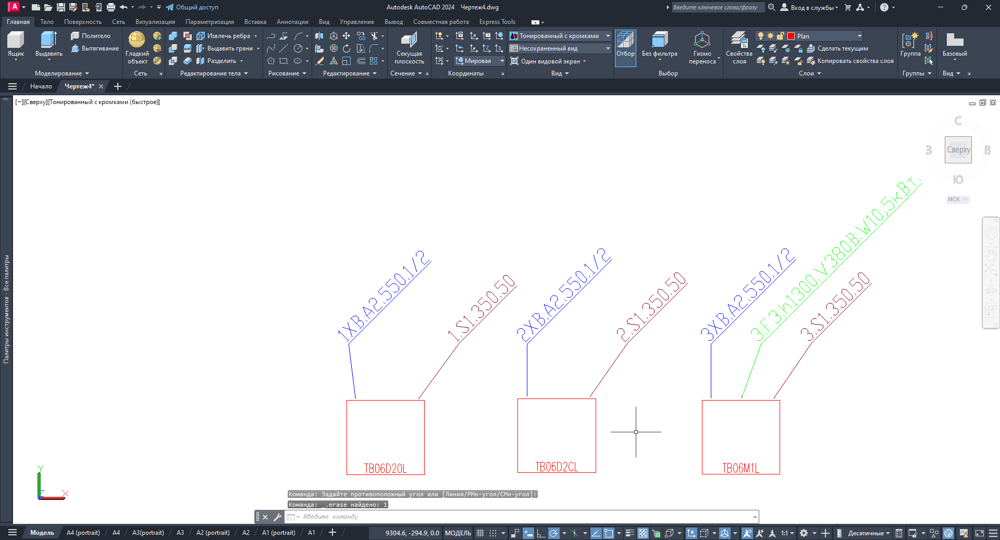 Общий доступ
Autodesk AutoCAD 2024 Чертеж4.dwg
Введите ключевое слово/фразу
Вход в службы
Главная Тело Поверхность Сеть Визуализация Параметризация Вставка Аннотации Вид Управление Вывод Совместная работа Express Tools
Ящик
Выдавить
Политело
Вытягивание
Моделирование
Гладкий объект
Сеть
Извлечь ребра
Выдавить грани
Разделить
Редактирование тела
Рисование
Редактирование
Секущая плоскость
Сечение
Мировая
Координаты
Тонированный с кромками
Несохраненный вид
Один видовой экран
Вид
Отбор
Без фильтра
Гизмо переноса
Выбор
Свойства слоя
Plan
Сделать текущим
Копировать свойства слоя
Слои
Группа
Группы
Базовый
Вид
Начало Чертеж4*
[−][Сверху][Тонированный с кромками (быстрое)]
С
З Сверху В
Ю
МСК
Палитры инструментов - Все палитры
1XB.A2.550.1/2
1.S1.350.50
2XB.A2.550.1/2
2.S1.350.50
3XB.A2.550.1/2
3.F3.h1300.V380В.W10,5кВт.
3.S1.350.50
TB06D20L
TB06D2CL
TB06M1L
Y
X
Z
Команда: Задайте противоположный угол или [Линия/РМн-угол/СМн-угол]:
Команда: _.erase найдено: 1
Введите команду
Модель A4 (portrait) A4 A3(portrait) A3 A2 (portrait) A2 A1 (portrait) A1
9304.6, -294.9, 0.0 МОДЕЛЬ
1:1
Десятичные